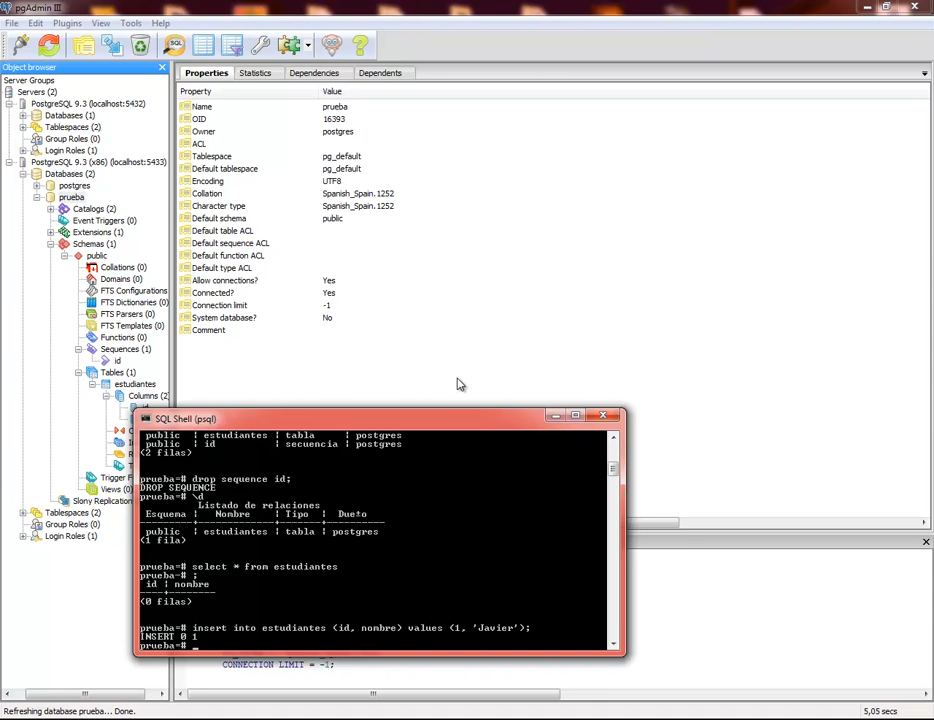 pgAdmin III
File Edit Plugins View Tools Help
Object browser
Server Groups
Servers (2)
PostgreSQL 9.3 (localhost:5432)
Databases (1)
Tablespaces (2)
Group Roles (0)
Login Roles (1)
PostgreSQL 9.3 (x86) (localhost:5433)
Databases (2)
postgres
prueba
Catalogs (2)
Event Triggers (0)
Extensions (1)
Schemas (1)
public
Collations (0)
Domains (0)
FTS Configurations
FTS Dictionaries (0)
FTS Parsers (0)
FTS Templates (0)
Functions (0)
Sequences (1)
id
Tables (1)
estudiantes
Columns (2)
Trigger F
Views (0)
Slony Replication
Tablespaces (2)
Group Roles (0)
Login Roles (1)
Properties Statistics Dependencies Dependents
Property Value
Name prueba
OID 16393
Owner postgres
ACL
Tablespace pg_default
Default tablespace pg_default
Encoding UTF8
Collation Spanish_Spain.1252
Character type Spanish_Spain.1252
Default schema public
Default table ACL
Default sequence ACL
Default function ACL
Default type ACL
Allow connections? Yes
Connected? Yes
Connection limit -1
System database? No
Comment
SQL Shell (psql)
public | estudiantes | tabla | postgres
public | id | secuencia | postgres
(2 filas)
prueba=# drop sequence id;
DROP SEQUENCE
prueba=# \d
Listado de relaciones
Esquema | Nombre | Tipo | Due±o
---------+-------------+-------+----------
public | estudiantes | tabla | postgres
(1 fila)
prueba=# select * from estudiantes
prueba=# ;
id | nombre
----+--------
(0 filas)
prueba=# insert into estudiantes (id, nombre) values (1, 'Javier');
INSERT 0 1
prueba=# _
CONNECTION LIMIT = -1;
Refreshing database prueba... Done. 5,05 secs